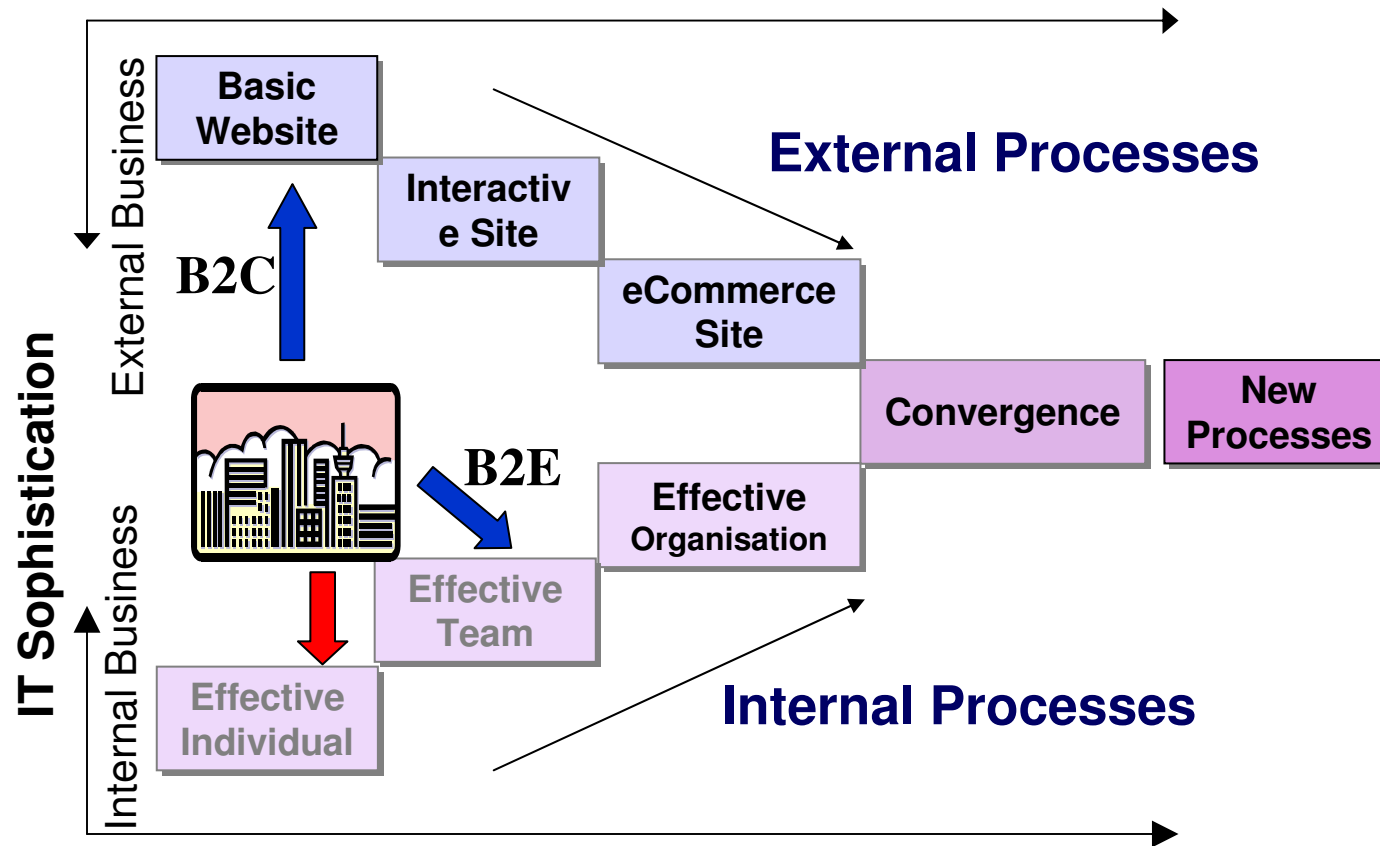 Basic
Website
External Processes
Interactiv
e Site
B2C
External Business
eCommerce
Site
IT Sophistication
Convergence
New
Processes
B2E
Effective
Organisation
Effective
Team
Internal Business
Effective
Individual
Internal Processes